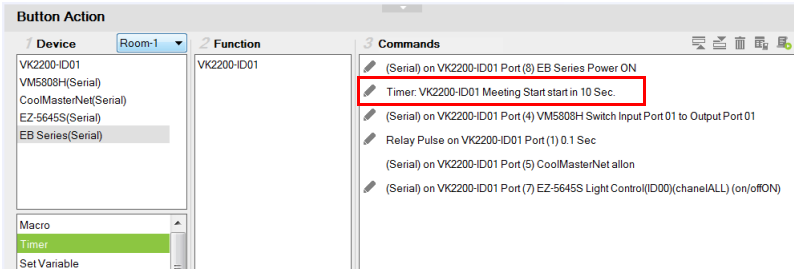 Button Action
1 Device
Room-1
2 Function
3 Commands
VK2200-ID01
VM5808H(Serial)
CoolMasterNet(Serial)
EZ-5645S(Serial)
EB Series(Serial)
VK2200-ID01
(Serial) on VK2200-ID01 Port (8) EB Series Power ON
Timer: VK2200-ID01 Meeting Start start in 10 Sec.
(Serial) on VK2200-ID01 Port (4) VM5808H Switch Input Port 01 to Output Port 01
Relay Pulse on VK2200-ID01 Port (1) 0.1 Sec
(Serial) on VK2200-ID01 Port (5) CoolMasterNet allon
(Serial) on VK2200-ID01 Port (7) EZ-5645S Light Control(ID00)(chanelALL) (on/offON)
Macro
Timer
Set Variable